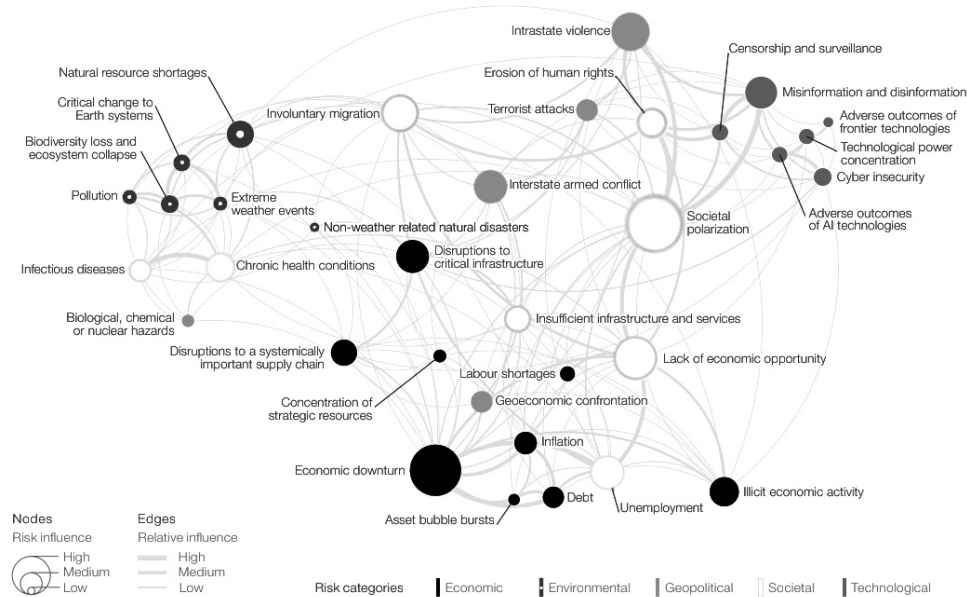 Intrastate violence
Censorship and surveillance
Natural resource shortages
Erosion of human rights
Misinformation and disinformation
Critical change to
Earth systems
Involuntary migration
Terrorist attacks
Adverse outcomes of
frontier technologies
Biodiversity loss and
ecosystem collapse
Technological power
concentration
Cyber insecurity
Pollution
Extreme
weather events
Interstate armed conflict
Adverse outcomes
of AI technologies
Societal
polarization
Non-weather related natural disasters
Disruptions to
critical infrastructure
Infectious diseases
Chronic health conditions
Biological, chemical
or nuclear hazards
Insufficient infrastructure and services
Disruptions to a systemically
important supply chain
Lack of economic opportunity
Labour shortages
Concentration of
strategic resources
Geoeconomic confrontation
Inflation
Economic downturn
Debt
Illicit economic activity
Unemployment
Asset bubble bursts
Nodes
Risk influence
High
Medium
Low
Edges
Relative influence
High
Medium
Low
Risk categories
Economic
Environmental
Geopolitical
Societal
Technological